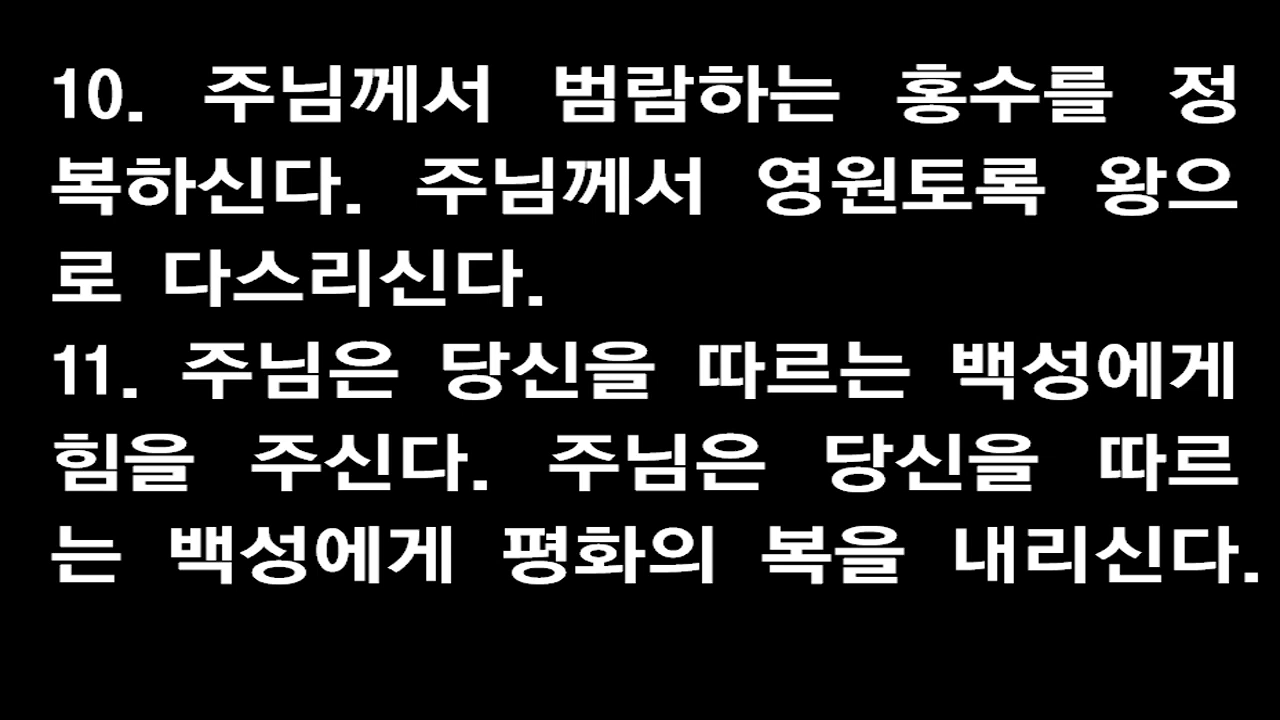 10. 주님께서 범람하는 홍수를 정
복하신다. 주님께서 영원토록 왕으
로 다스리신다.
11. 주님은 당신을 따르는 백성에게
힘을 주신다. 주님은 당신을 따르
는 백성에게 평화의 복을 내리신다.